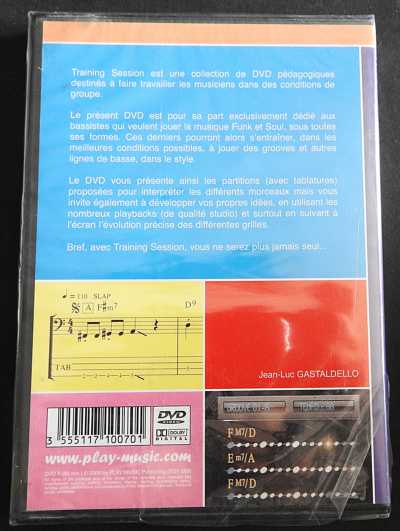 Training Session est une collection de DVD pédagogiques
destinés à faire travailler les musiciens dans des conditions de
groupe.
Le présent DVD est pour sa part exclusivement dédié aux
bassistes qui veulent jouer la musique Funk et Soul, sous toutes
ses formes. Ces derniers pourront alors s'entraîner, dans les
meilleures conditions possibles, à jouer des grooves et autres
lignes de basse, dans le style.
Le DVD vous présente ainsi les partitions (avec tablatures)
proposées pour interpréter les différents morceaux mais vous
invite également à développer vos propres idées, en utilisant les
nombreux playbacks (de qualité studio) et surtout en suivant à
l'écran l'évolution précise des différentes grilles.
Bref, avec Training Session, vous ne serez plus jamais seul...
♩ = 110 SLAP
A F#m7 D9
TAB
Jean-Luc GASTALDELLO
3 555117 100701
DVD
VIDEO
DOLBY
DIGITAL
www.play-music.com
FM7/D
Em7/A
FM7/D